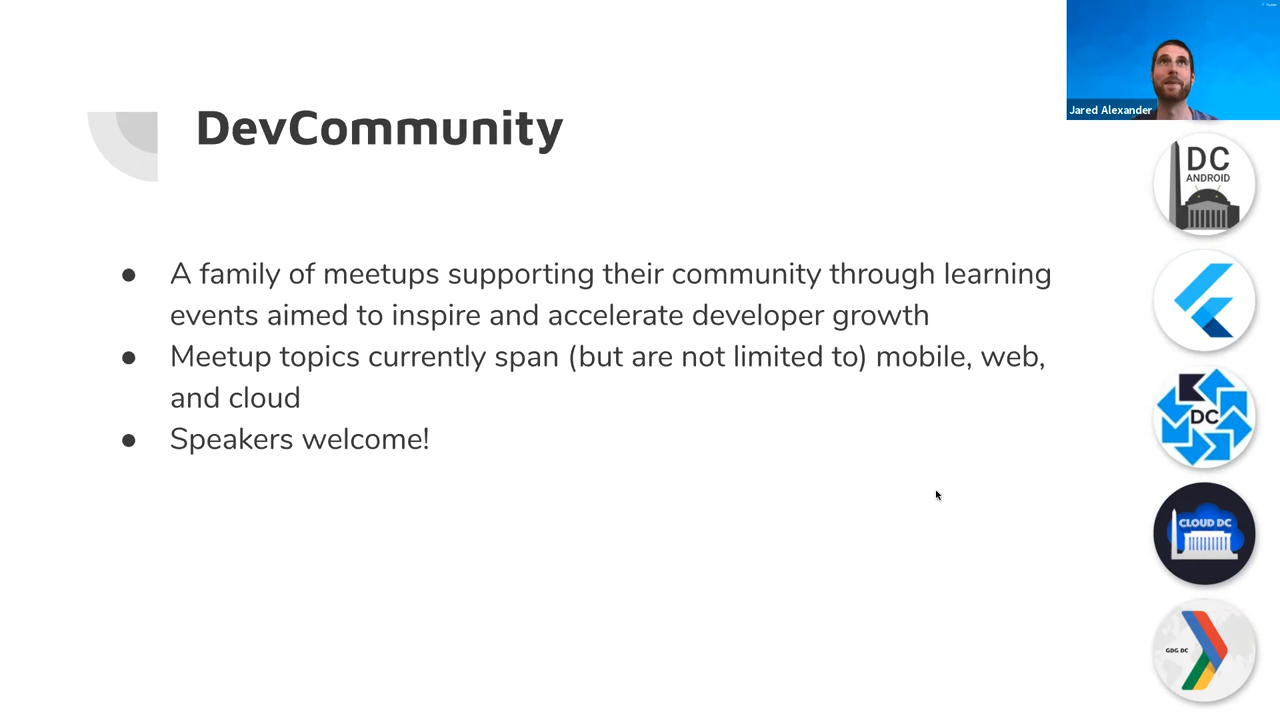 DevCommunity
● A family of meetups supporting their community through learning
events aimed to inspire and accelerate developer growth
● Meetup topics currently span (but are not limited to) mobile, web,
and cloud
● Speakers welcome!
Jared Alexander
DC
ANDROID
DC
CLOUD DC
GDG DC